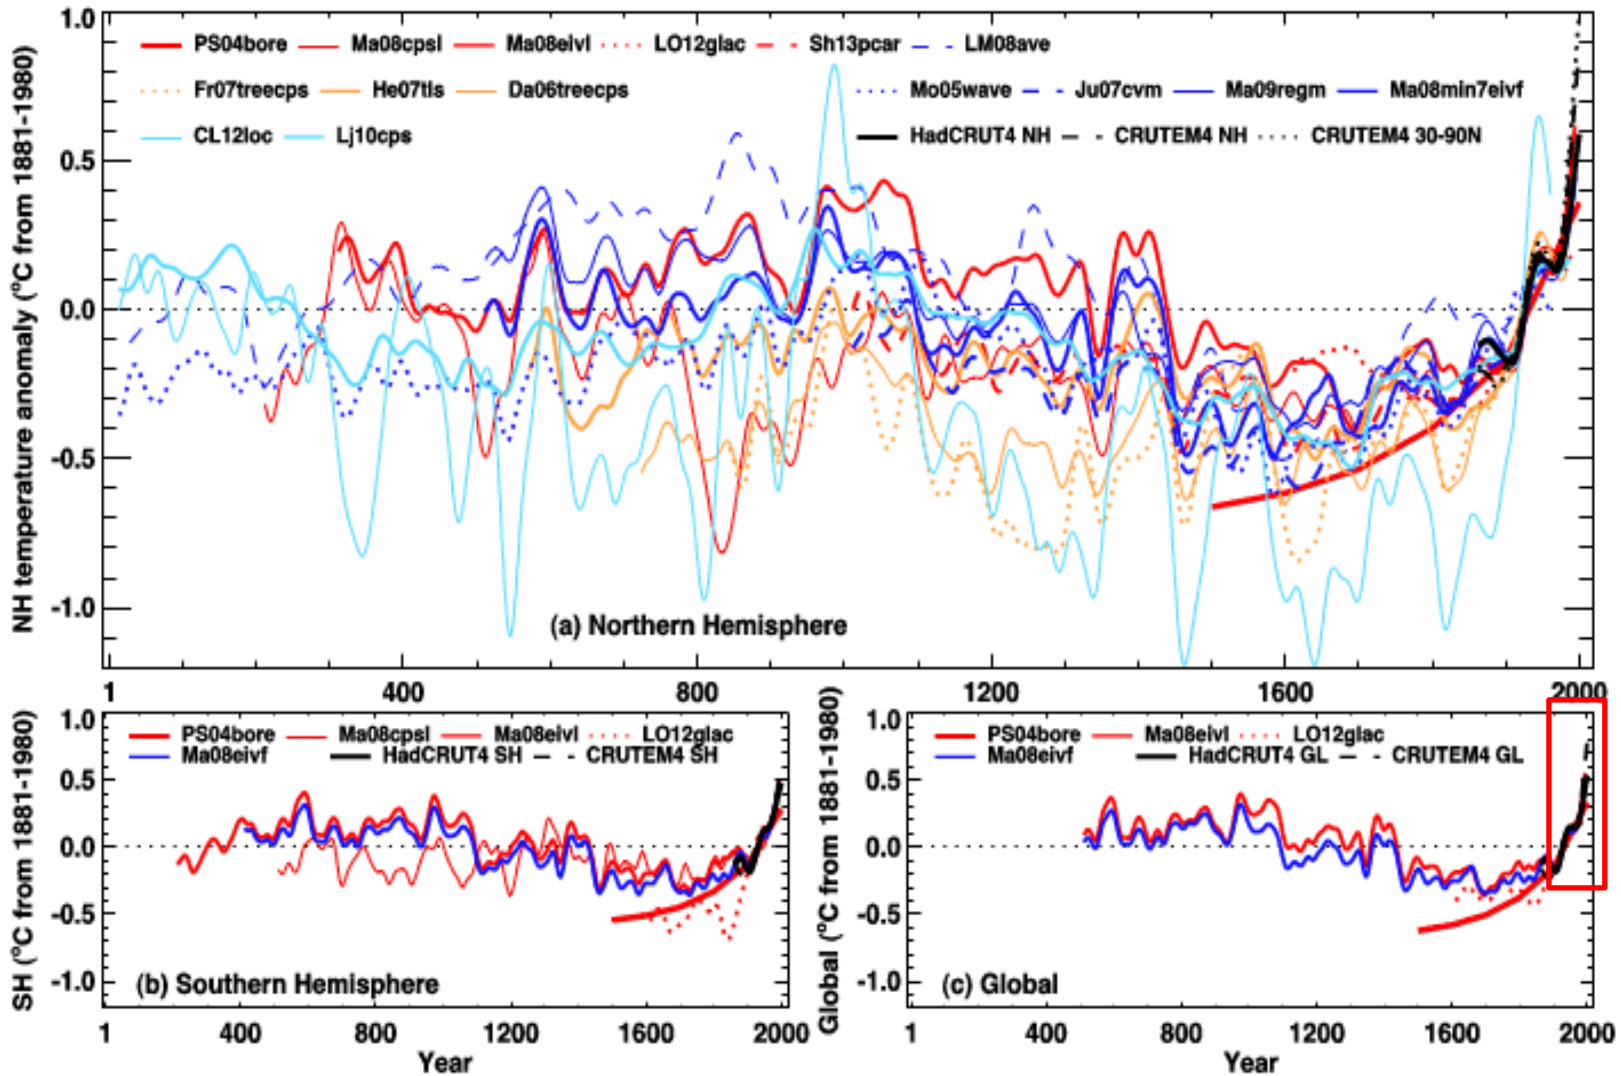 NH temperature anomaly (°C from 1881-1980)
1.0
0.5
0.0
-0.5
-1.0
PS04bore Ma08cpsl Ma08eivl LO12glac Sh13pcar LM08ave
Fr07treecps He07tls Da06treecps Mo05wave Ju07cvm Ma09regm Ma08min7eivf
CL12loc Lj10cps HadCRUT4 NH CRUTEM4 NH CRUTEM4 30-90N
(a) Northern Hemisphere
1 400 800 1200 1600 2000
SH (°C from 1881-1980)
1.0
0.5
0.0
-0.5
-1.0
PS04bore Ma08cpsl Ma08eivl LO12glac
Ma08eivf HadCRUT4 SH CRUTEM4 SH
(b) Southern Hemisphere
1 400 800 1200 1600 2000
Year
Global (°C from 1881-1980)
1.0
0.5
0.0
-0.5
-1.0
PS04bore Ma08eivl LO12glac
Ma08eivf HadCRUT4 GL CRUTEM4 GL
(c) Global
1 400 800 1200 1600 2000
Year